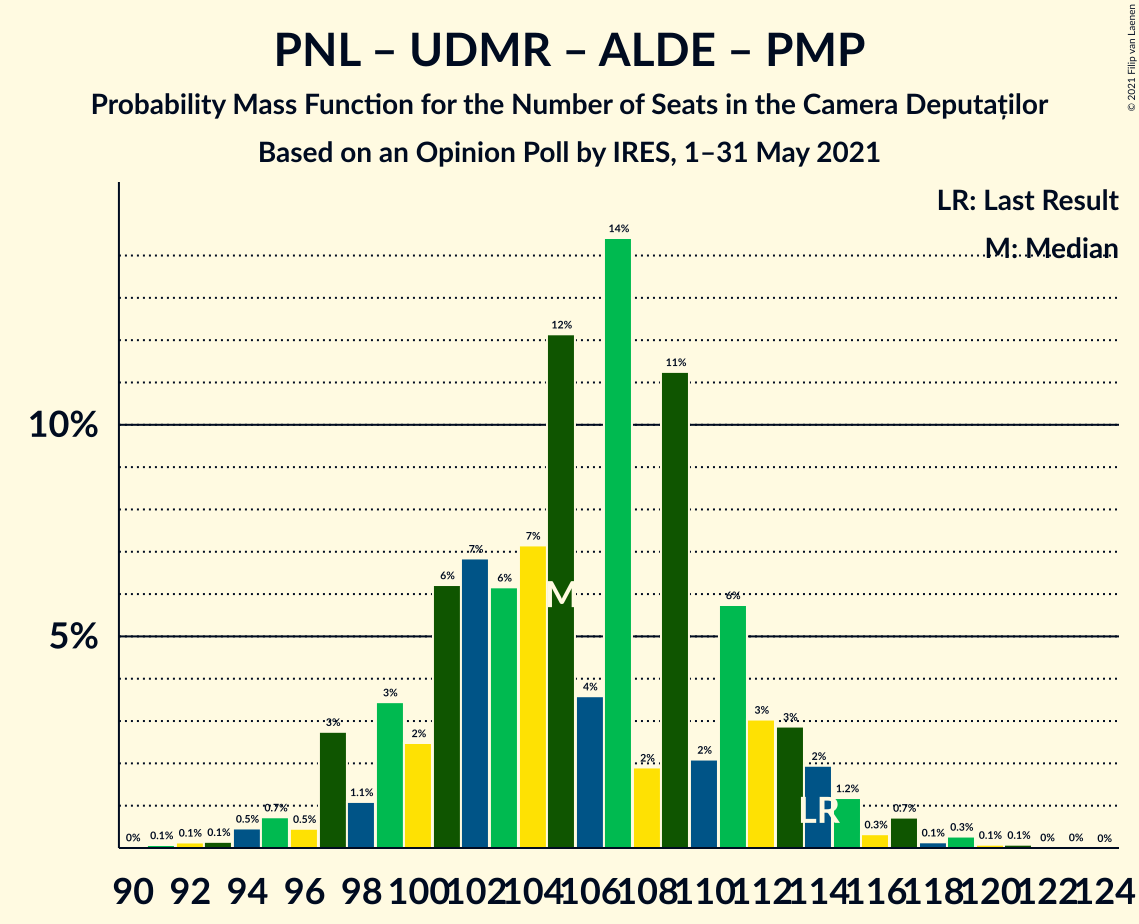 © 2021 Filip van Laenen
PNL – UDMR – ALDE – PMP
Probability Mass Function for the Number of Seats in the Camera Deputaților
Based on an Opinion Poll by IRES, 1–31 May 2021
LR: Last Result
M: Median
10%
5%
0% 0.1% 0.1% 0.1% 0.5% 0.7% 0.5% 3% 1.1% 3% 2% 6% 7% 6% 7% 12% 4% 14% 2% 11% 2% 6% 3% 3% 2% 1.2% 0.3% 0.7% 0.1% 0.3% 0.1% 0.1% 0% 0% 0%
M
LR
90 92 94 96 98 100 102 104 106 108 110 112 114 116 118 120 122 124